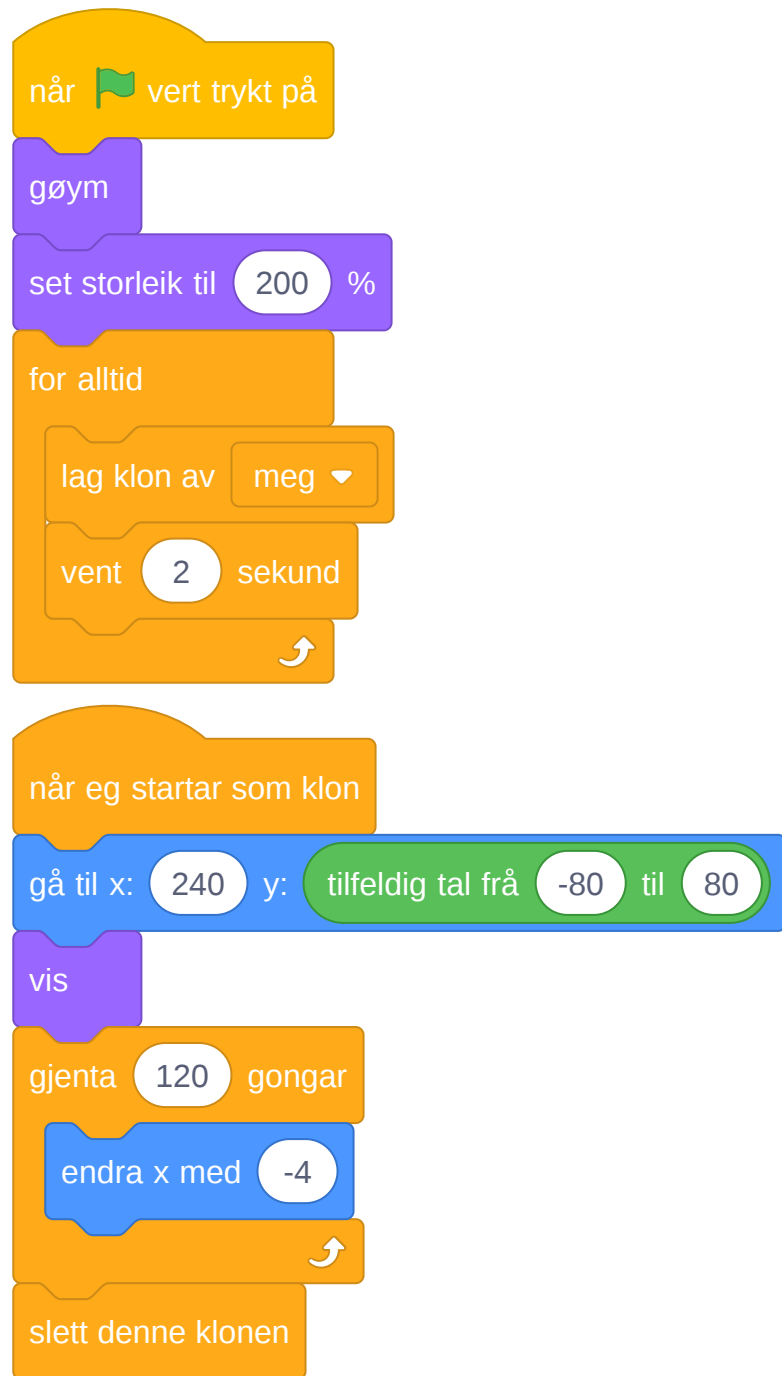 når vert trykt på
gøym
set storleik til 200 %
for alltid
lag klon av meg
vent 2 sekund
når eg startar som klon
gå til x: 240 y: tilfeldig tal frå -80 til 80
vis
gjenta 120 gongar
endra x med -4
slett denne klonen